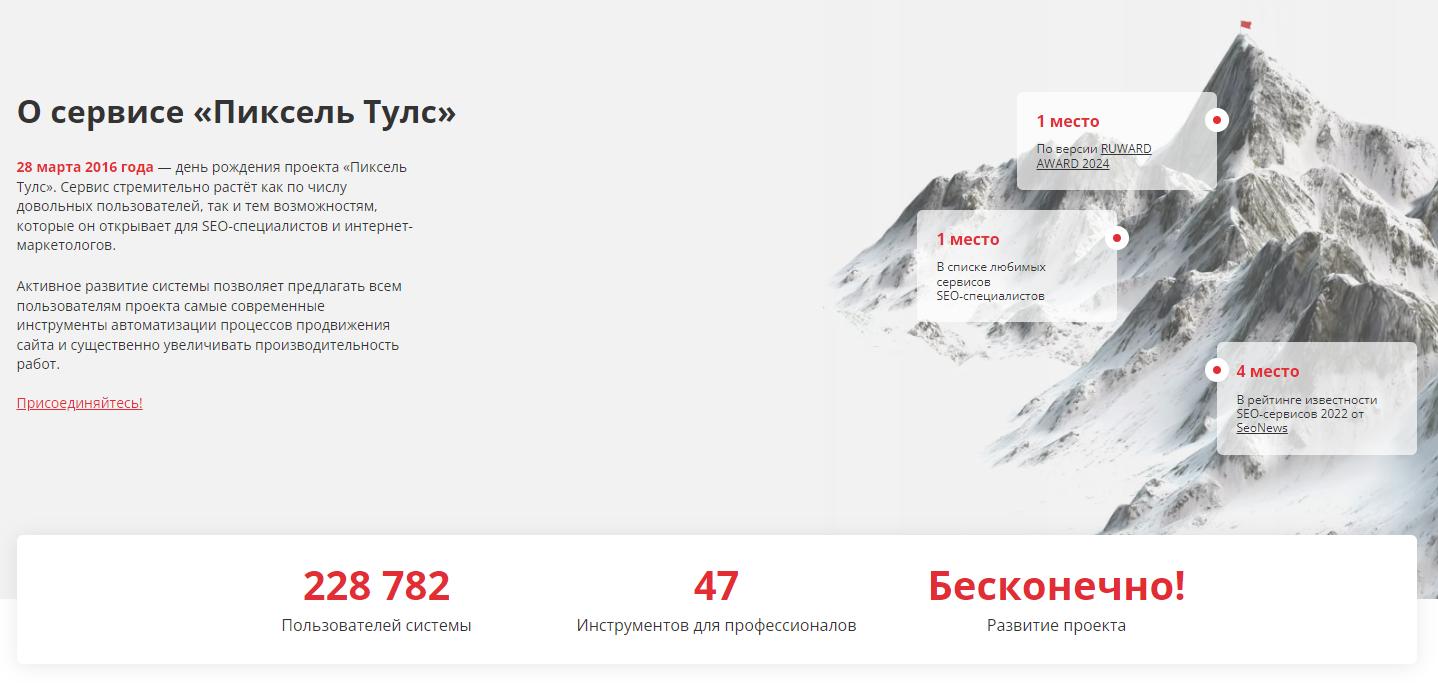 О сервисе «Пиксель Тулс»
28 марта 2016 года — день рождения проекта «Пиксель
Тулс». Сервис стремительно растёт как по числу
довольных пользователей, так и тем возможностям,
которые он открывает для SEO-специалистов и интернет-
маркетологов.
Активное развитие системы позволяет предлагать всем
пользователям проекта самые современные
инструменты автоматизации процессов продвижения
сайта и существенно увеличивать производительность
работ.
Присоединяйтесь!
1 место
По версии RUWARD
AWARD 2024
1 место
В списке любимых
сервисов
SEO-специалистов
4 место
В рейтинге известности
SEO-сервисов 2022 от
SeoNews
228 782
Пользователей системы
47
Инструментов для профессионалов
Бесконечно!
Развитие проекта